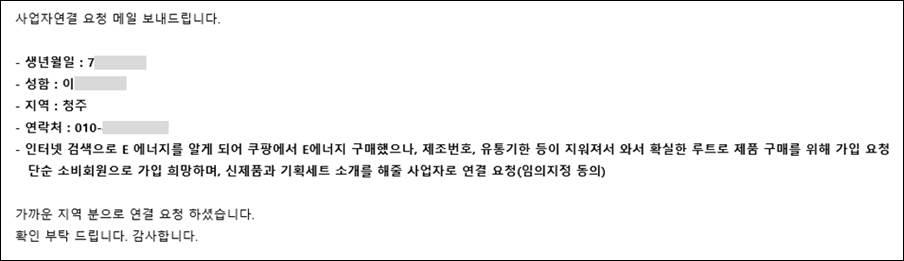 사업자연결 요청 메일 보내드립니다.
- 생년월일 : 7
- 성함 : 이
- 지역 : 청주
- 연락처 : 010-
- 인터넷 검색으로 E 에너지를 알게 되어 쿠팡에서 E에너지 구매했으나, 제조번호, 유통기한 등이 지워져서 와서 확실한 루트로 제품 구매를 위해 가입 요청
단순 소비회원으로 가입 희망하며, 신제품과 기획세트 소개를 해줄 사업자로 연결 요청(임의지정 동의)
가까운 지역 분으로 연결 요청 하셨습니다.
확인 부탁 드립니다. 감사합니다.